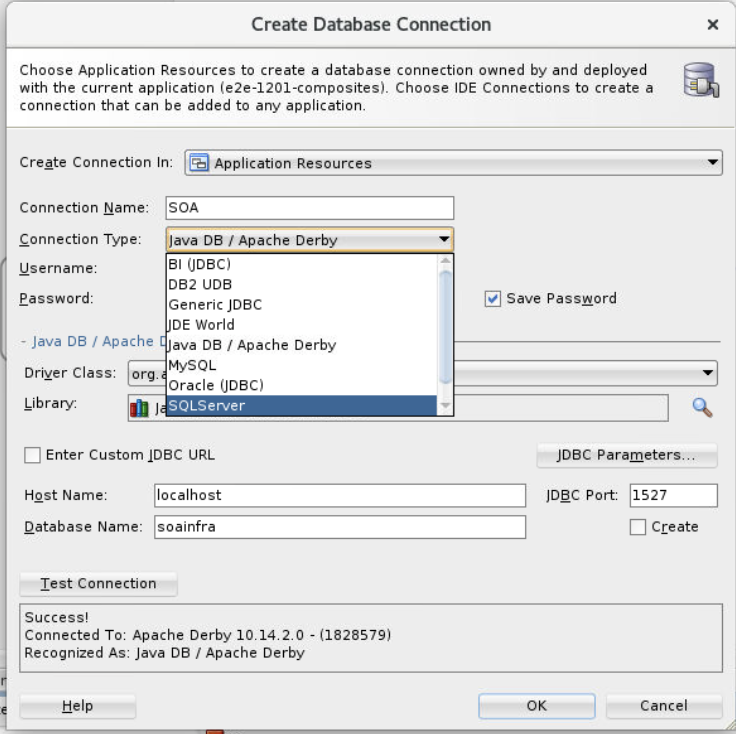 Create Database Connection
Choose Application Resources to create a database connection owned by and deployed
with the current application (e2e-1201-composites). Choose IDE Connections to create a
connection that can be added to any application.
Create Connection In: Application Resources
Connection Name: SOA
Connection Type: Java DB / Apache Derby
Username:
BI (JDBC)
DB2 UDB
Password:
Generic JDBC
Save Password
JDE World
- Java DB / Apache
Java DB / Apache Derby
MySQL
Driver Class: org.
Oracle (JDBC)
Library:
SQLServer
Enter Custom JDBC URL
JDBC Parameters...
Host Name: localhost
JDBC Port: 1527
Database Name: soainfra
Create
Test Connection
Success!
Connected To: Apache Derby 10.14.2.0 - (1828579)
Recognized As: Java DB / Apache Derby
Help
OK
Cancel